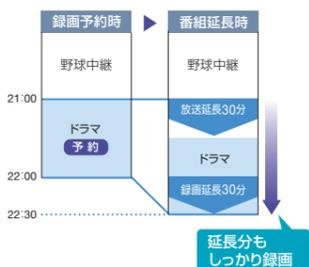 録画予約時
番組延長時
野球中継
野球中継
21:00
放送延長30分
ドラマ
予約
ドラマ
22:00
録画延長30分
22:30
延長分も
しっかり録画